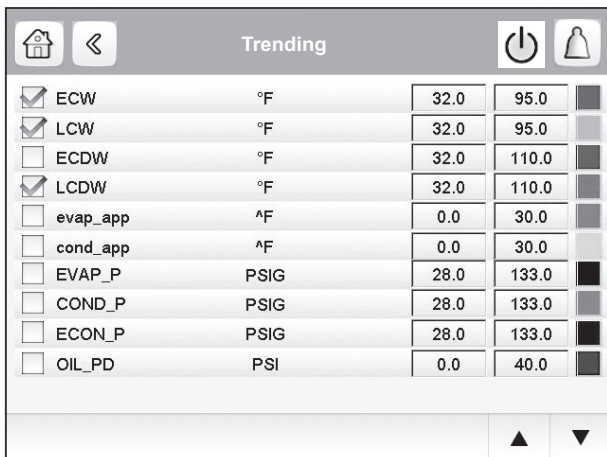 Trending
ECW °F 32.0 95.0
LCW °F 32.0 95.0
ECDW °F 32.0 110.0
LCDW °F 32.0 110.0
evap_app ^F 0.0 30.0
cond_app ^F 0.0 30.0
EVAP_P PSIG 28.0 133.0
COND_P PSIG 28.0 133.0
ECON_P PSIG 28.0 133.0
OIL_PD PSI 0.0 40.0